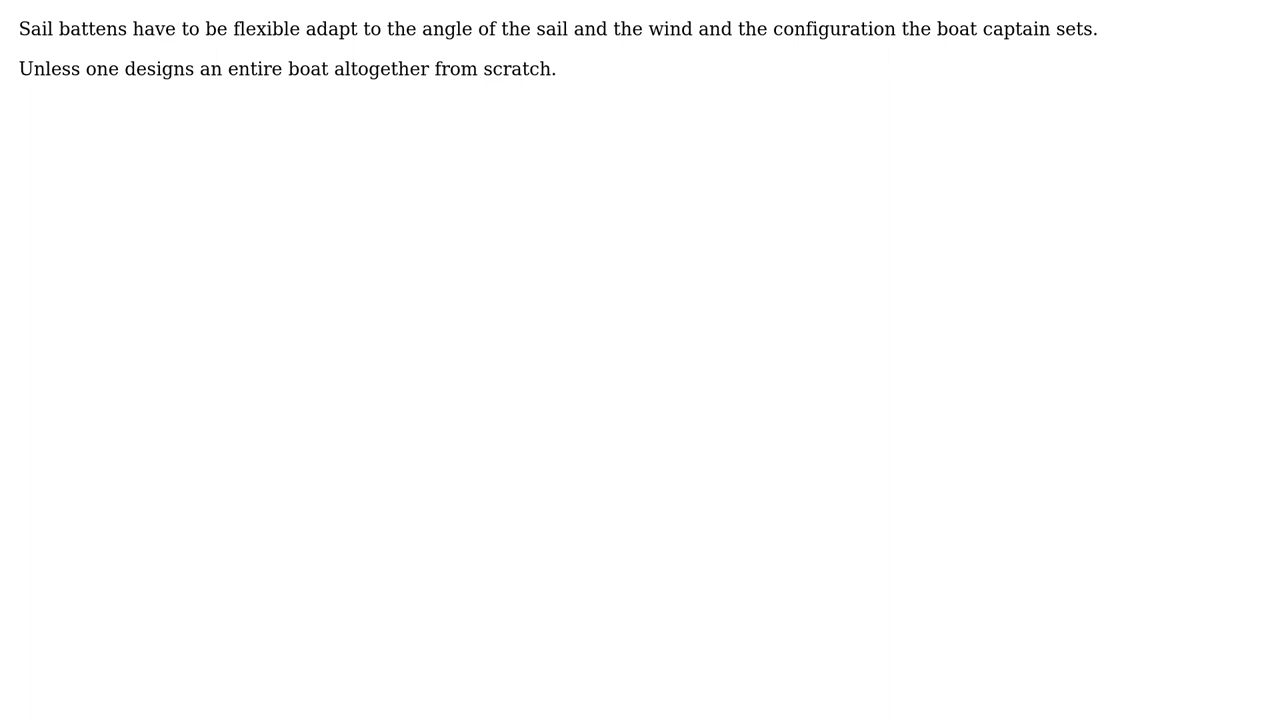 Sail battens have to be flexible adapt to the angle of the sail and the wind and the configuration the boat captain sets.
Unless one designs an entire boat altogether from scratch.